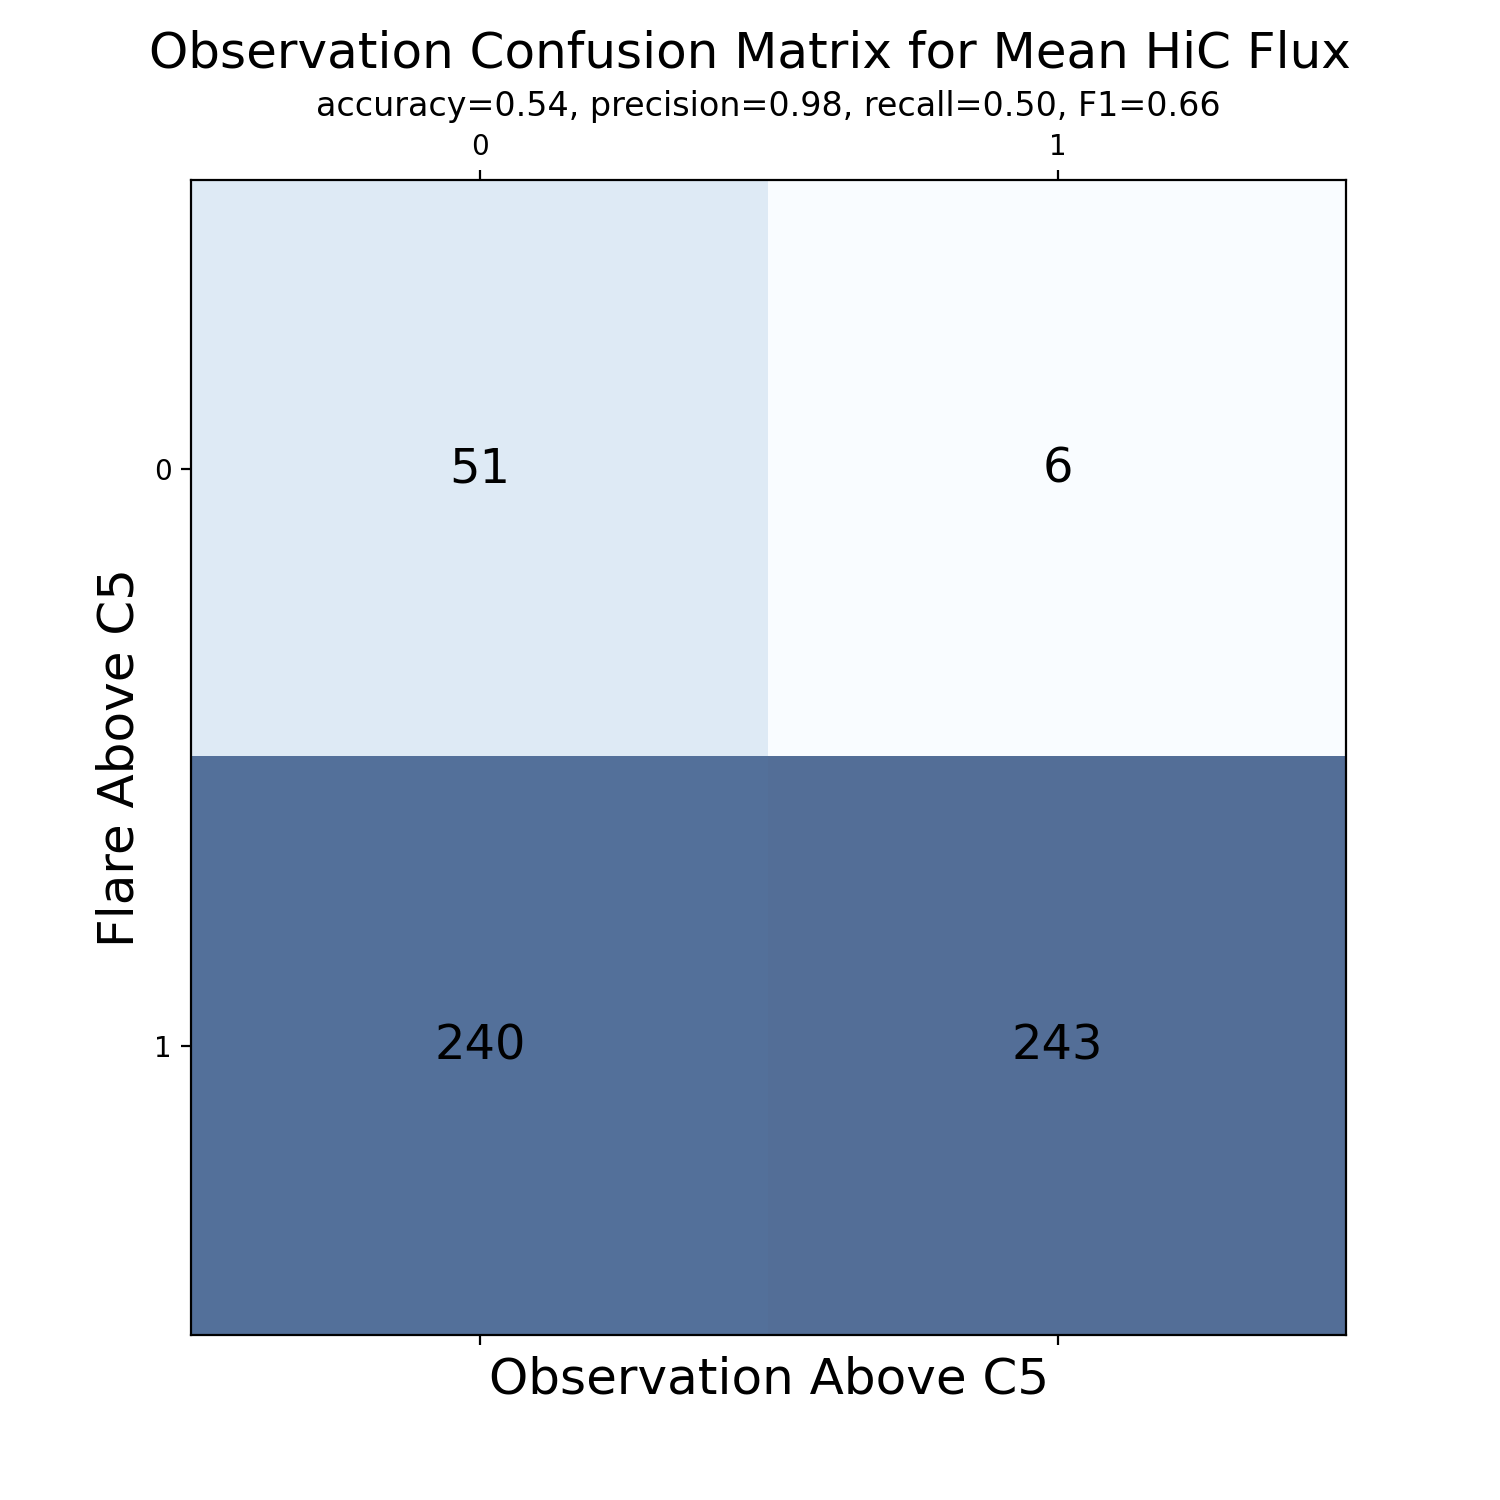 Observation Confusion Matrix for Mean HiC Flux
accuracy=0.54, precision=0.98, recall=0.50, F1=0.66
0 1
0
51 6
Flare Above C5
1
240 243
Observation Above C5